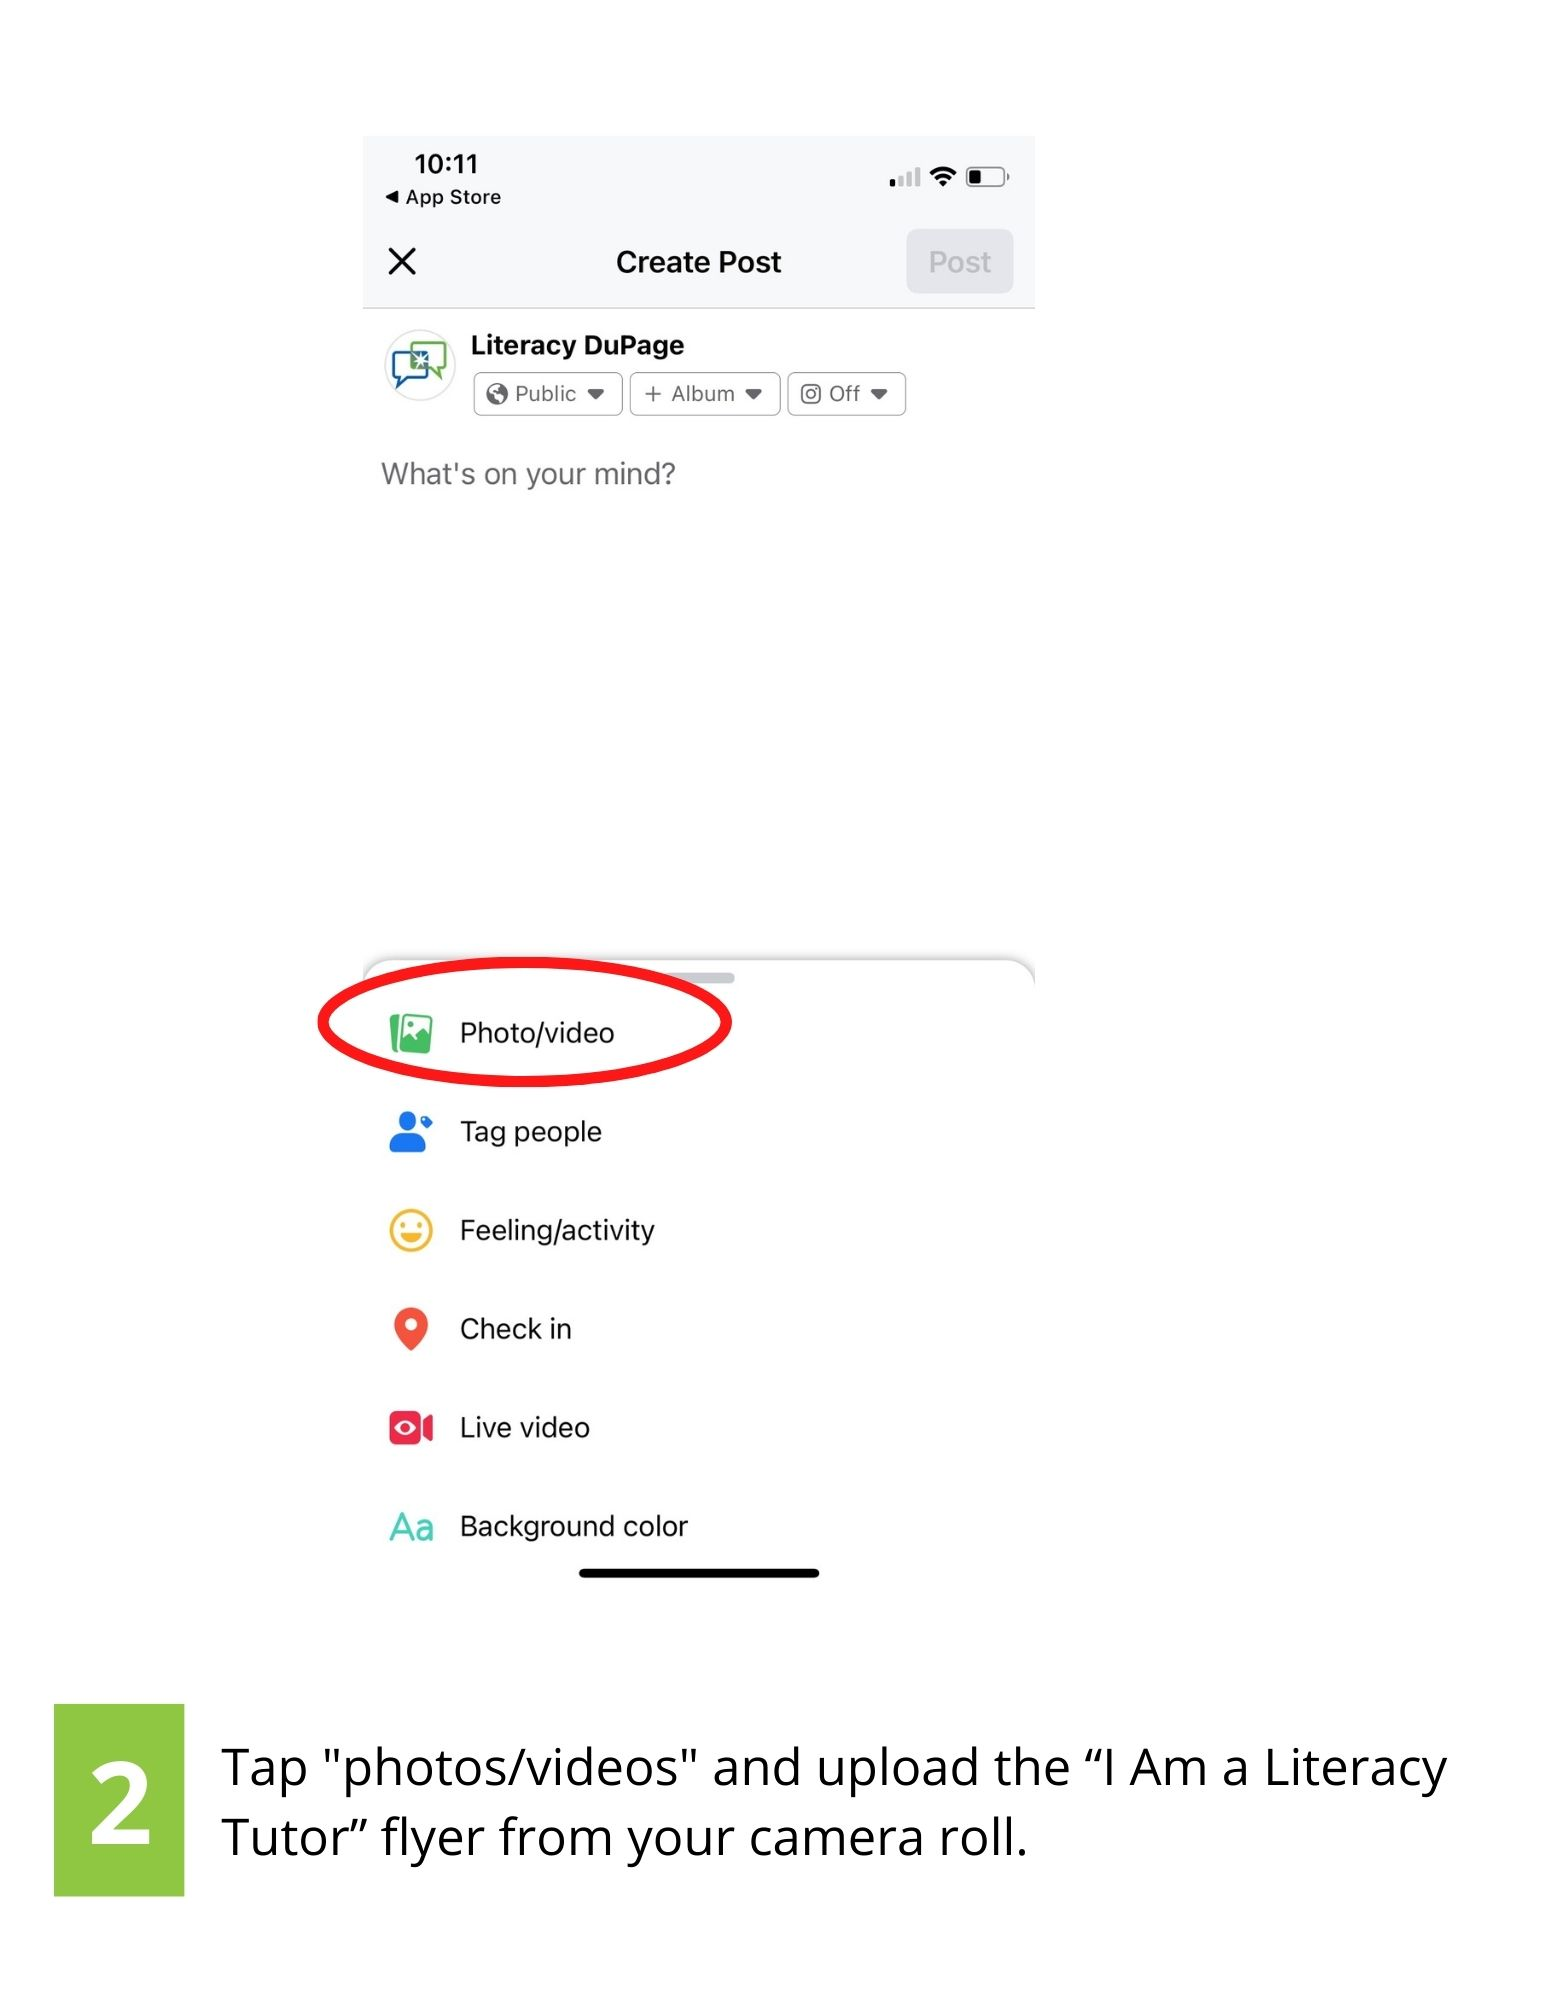 10:11
◀ App Store
Create Post
Post
Literacy DuPage
Public
+ Album
Off
What's on your mind?
Photo/video
Tag people
Feeling/activity
Check in
Live video
Aa Background color
2
Tap "photos/videos" and upload the “I Am a Literacy
Tutor” flyer from your camera roll.